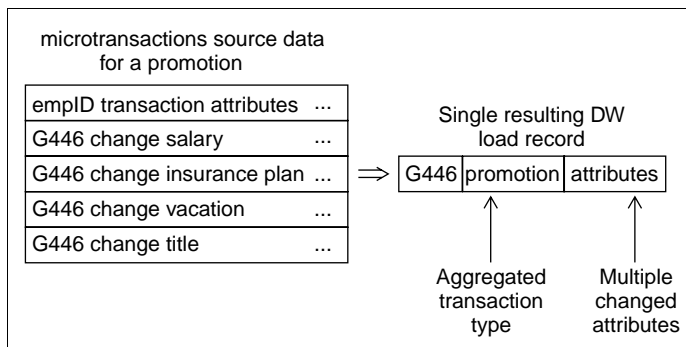 microtransactions source data
for a promotion
empID transaction attributes ...
G446 change salary ...
G446 change insurance plan ...
G446 change vacation ...
G446 change title ...
⇒
Single resulting DW
load record
G446 promotion attributes
Aggregated
transaction
type
Multiple
changed
attributes